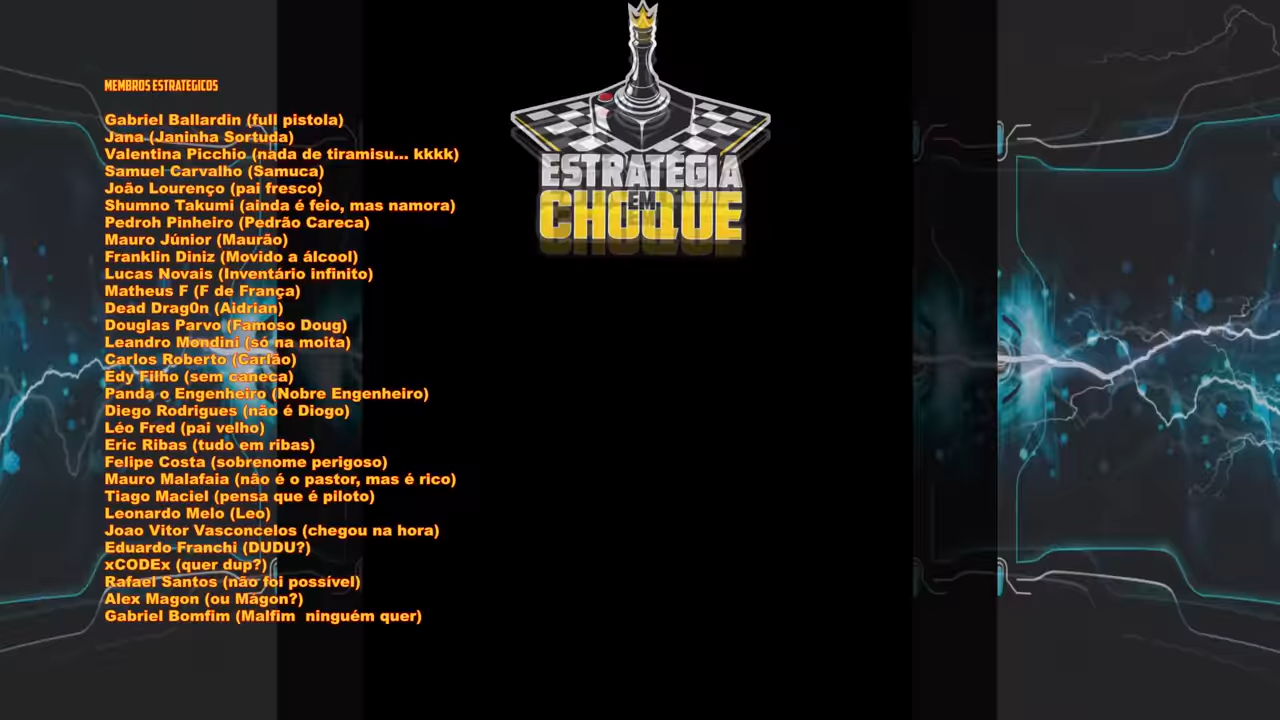 MEMBROS ESTRATEGICOS
Gabriel Ballardin (full pistola)
Jana (Janinha Sortuda)
Valentina Picchio (nada de tiramisu... kkkk)
Samuel Carvalho (Samuca)
João Lourenço (pai fresco)
Shumno Takumi (ainda é feio, mas namora)
Pedroh Pinheiro (Pedrão Careca)
Mauro Júnior (Maurão)
Franklin Diniz (Movido a álcool)
Lucas Novais (Inventário infinito)
Matheus F (F de França)
Dead Drag0n (Aidrian)
Douglas Parvo (Famoso Doug)
Leandro Mendini (só na moita)
Carlos Roberto (Carlão)
Edy Filho (sem caneca)
Panda o Engenheiro (Nobre Engenheiro)
Diego Rodrigues (não é Diogo)
Léo Fred (pai velho)
Eric Ribas (tudo em ribas)
Felipe Costa (sobrenome perigoso)
Mauro Malafaia (não é o pastor, mas é rico)
Tiago Maciel (pensa que é piloto)
Leonardo Melo (Leo)
Joao Vitor Vasconcelos (chegou na hora)
Eduardo Franchi (DUDU?)
xCODEx (quer dup?)
Rafael Santos (não foi possível)
Alex Magon (ou Mágon?)
Gabriel Bomfim (Malfim  ninguém quer)
ESTRATÉGIA
EM
CHOQUE